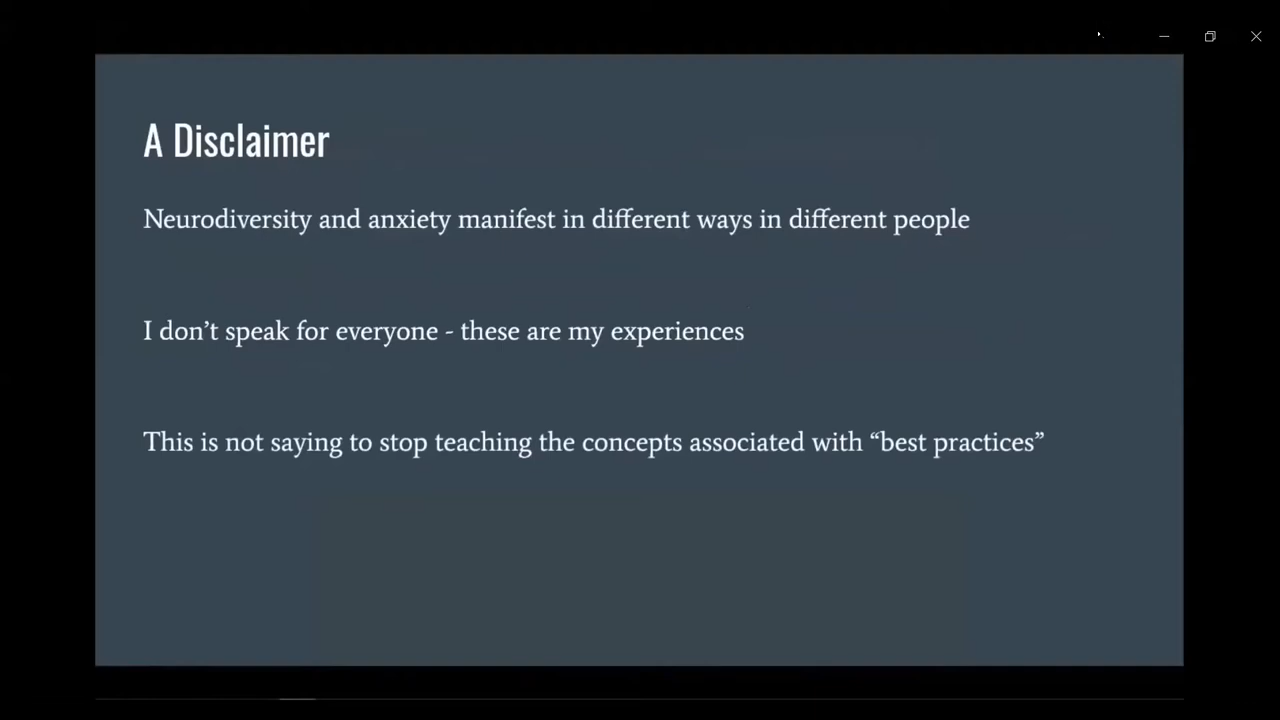 A Disclaimer
Neurodiversity and anxiety manifest in different ways in different people
I don’t speak for everyone - these are my experiences
This is not saying to stop teaching the concepts associated with “best practices”